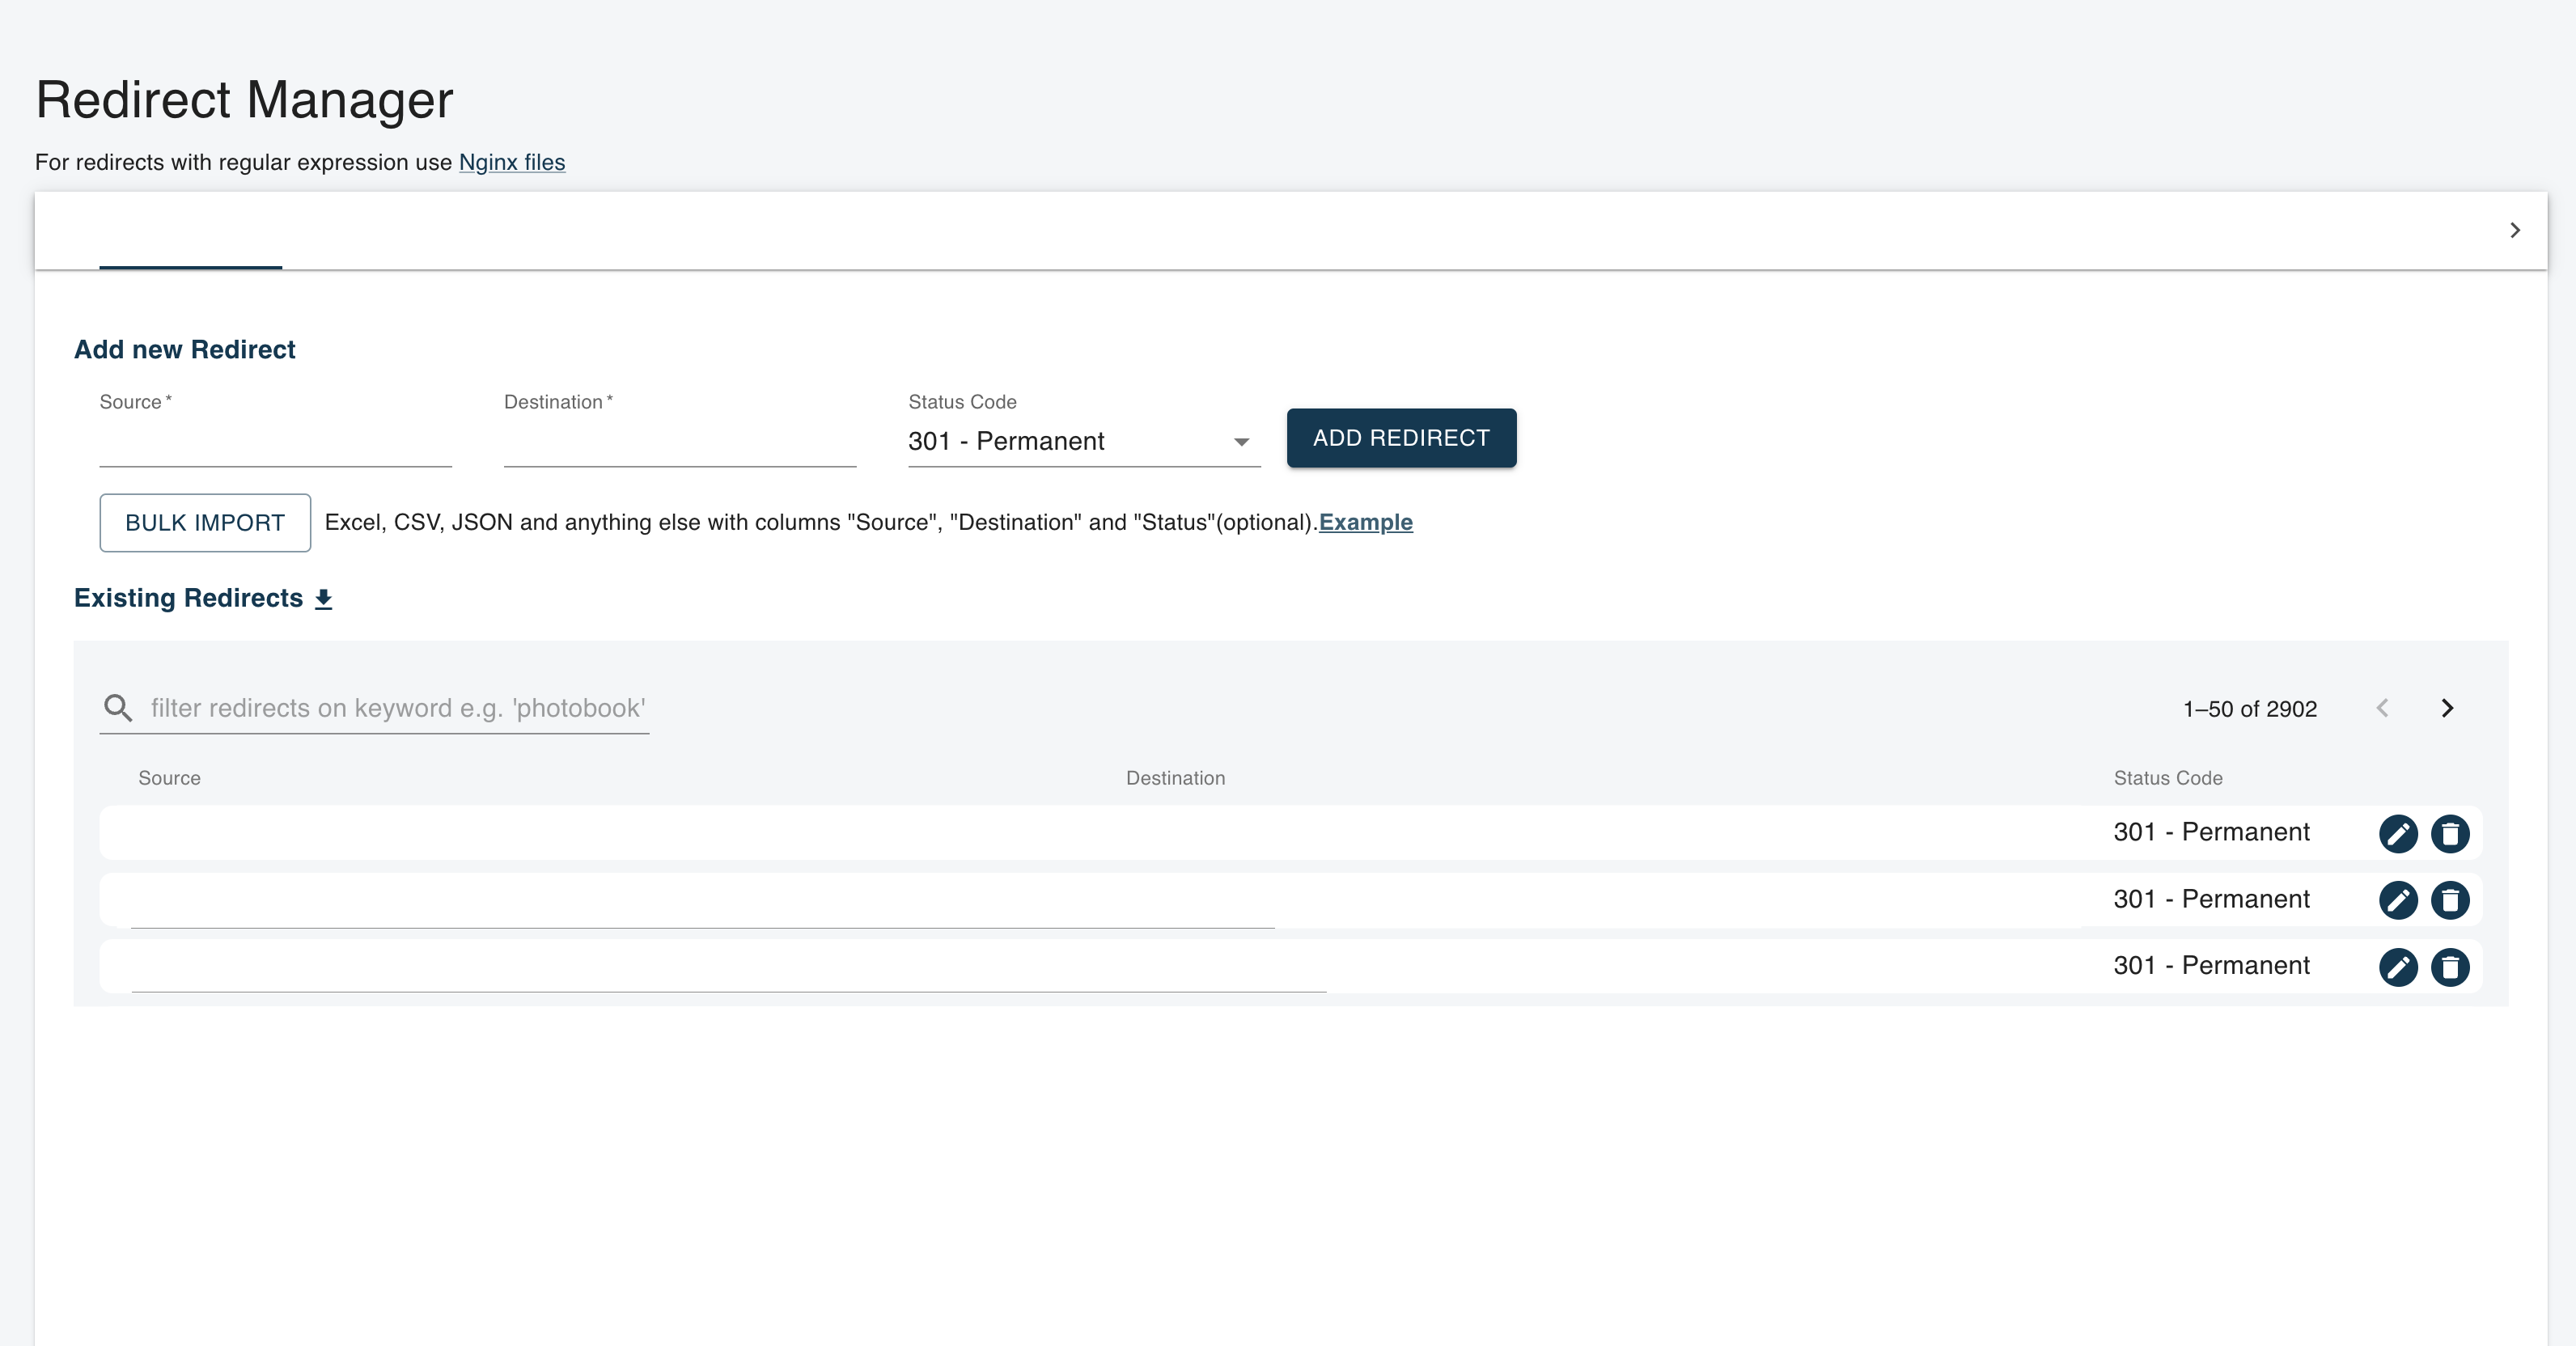 Redirect Manager
For redirects with regular expression use Nginx files
Add new Redirect
Source *
Destination *
Status Code
301 - Permanent
ADD REDIRECT
BULK IMPORT
Excel, CSV, JSON and anything else with columns "Source", "Destination" and "Status"(optional).Example
Existing Redirects
filter redirects on keyword e.g. 'photobook'
1–50 of 2902
Source
Destination
Status Code
301 - Permanent
301 - Permanent
301 - Permanent